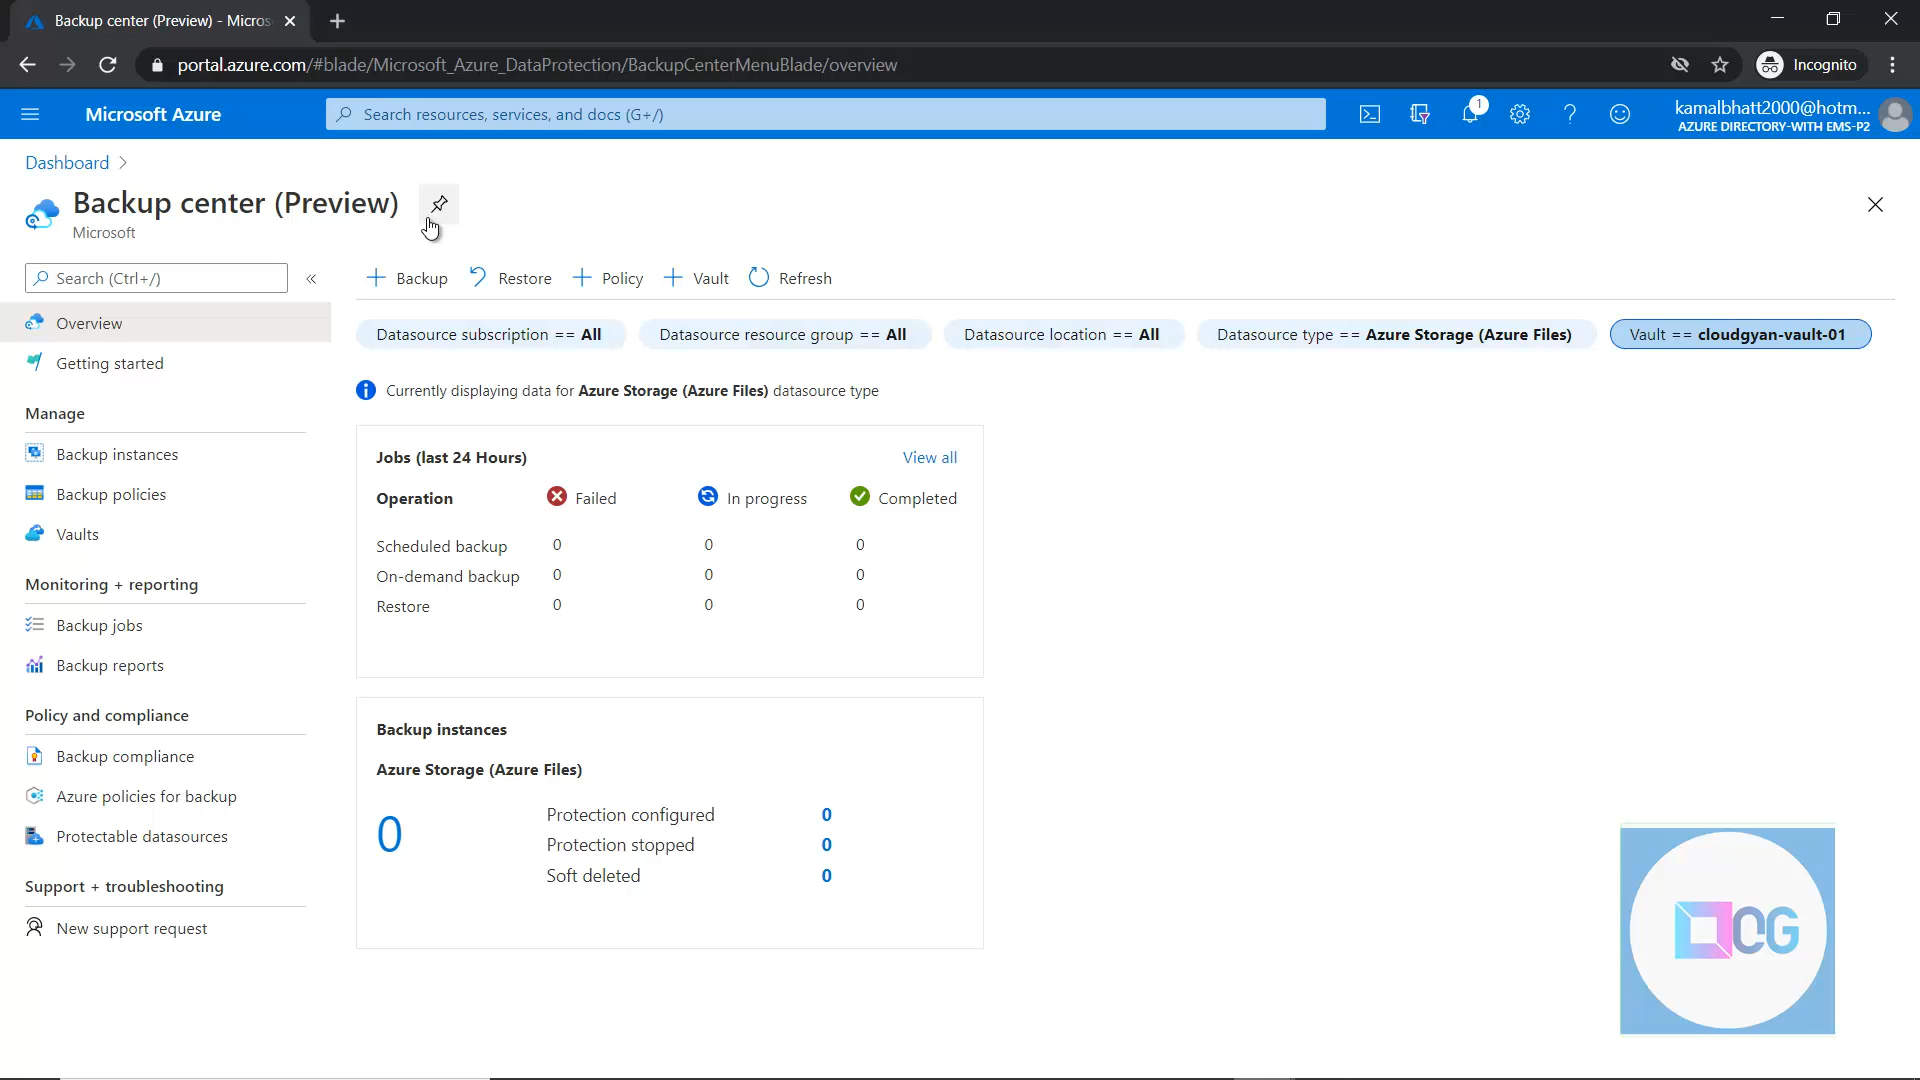 Backup center (Preview) - Micros
portal.azure.com/#blade/Microsoft_Azure_DataProtection/BackupCenterMenuBlade/overview
Incognito
Microsoft Azure
Search resources, services, and docs (G+/)
1
kamalbhatt2000@hotm...
AZURE DIRECTORY-WITH EMS-P2
Dashboard
Backup center (Preview)
Microsoft
Search (Ctrl+/)
Overview
Getting started
Manage
Backup instances
Backup policies
Vaults
Monitoring + reporting
Backup jobs
Backup reports
Policy and compliance
Backup compliance
Azure policies for backup
Protectable datasources
Support + troubleshooting
New support request
Backup Restore Policy Vault Refresh
Datasource subscription == All Datasource resource group == All Datasource location == All Datasource type == Azure Storage (Azure Files) Vault == cloudgyan-vault-01
Currently displaying data for Azure Storage (Azure Files) datasource type
Jobs (last 24 Hours) View all
Operation Failed In progress Completed
Scheduled backup 0 0 0
On-demand backup 0 0 0
Restore 0 0 0
Backup instances
Azure Storage (Azure Files)
0
Protection configured 0
Protection stopped 0
Soft deleted 0
CG